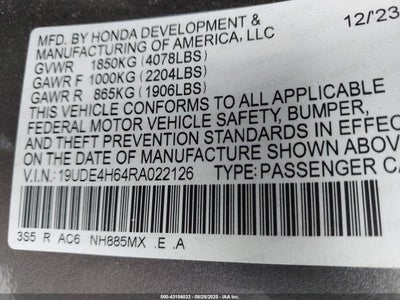 MFD. BY HONDA DEVELOPMENT &
MANUFACTURING OF AMERICA, LLC 12/23
GVWR 1850KG (4078LBS)
GAWR F 1000KG (2204LBS)
GAWR R 865KG (1906LBS)
THIS VEHICLE CONFORMS TO ALL APPLICABLE
FEDERAL MOTOR VEHICLE SAFETY, BUMPER,
AND THEFT PREVENTION STANDARDS IN EFFEC
ON THE DATE OF MANUFACTURE SHOWN ABOV
V.I.N.: 19UDE4H64RA022126 TYPE:PASSENGER CA
3S5 R AC6 NH885MX .E .A
000-43106032 - 08/29/2025 - IAA Inc.